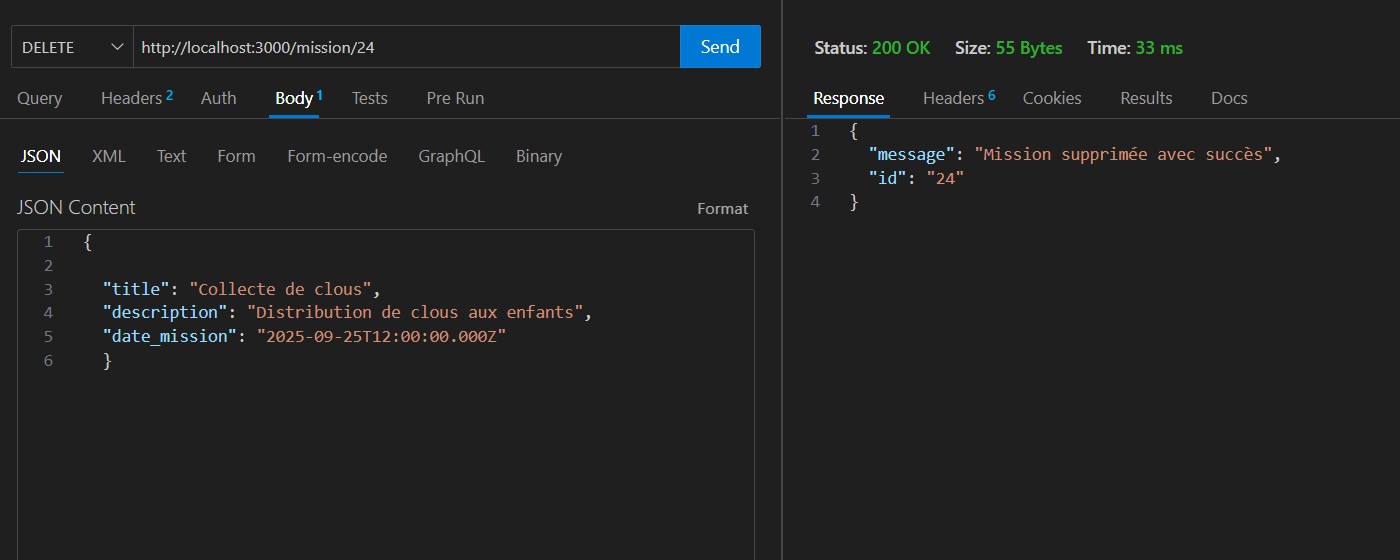 DELETE http://localhost:3000/mission/24 Send
Query Headers 2 Auth Body 1 Tests Pre Run
JSON XML Text Form Form-encode GraphQL Binary
JSON Content Format
1 {
2
3 "title": "Collecte de clous",
4 "description": "Distribution de clous aux enfants",
5 "date_mission": "2025-09-25T12:00:00.000Z"
6 }
Status: 200 OK Size: 55 Bytes Time: 33 ms
Response Headers 6 Cookies Results Docs
1 {
2 "message": "Mission supprimée avec succès",
3 "id": "24"
4 }